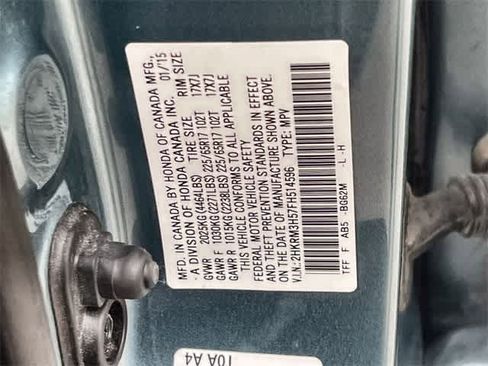 MFD. IN CANADA BY HONDA OF CANADA MFG.,
-A DIVISION OF HONDA CANADA INC. 01/15
TIRE SIZE RIM SIZE
GVWR 2025KG(4464LBS)
GAWR F 1030KG(2271LBS) 225/65R17 102T 17X7J
GAWR R 1015KG(2238LBS) 225/65R17 102T 17X7J
THIS VEHICLE CONFORMS TO ALL APPLICABLE
FEDERAL MOTOR VEHICLE SAFETY
AND THEFT PREVENTION STANDARDS IN EFFECT
ON THE DATE OF MANUFACTURE SHOWN ABOVE.
V.I.N.: 2HKRM3H57FH514596 TYPE: MPV
TFF F AB5 -BG62M -L -H
10A A4